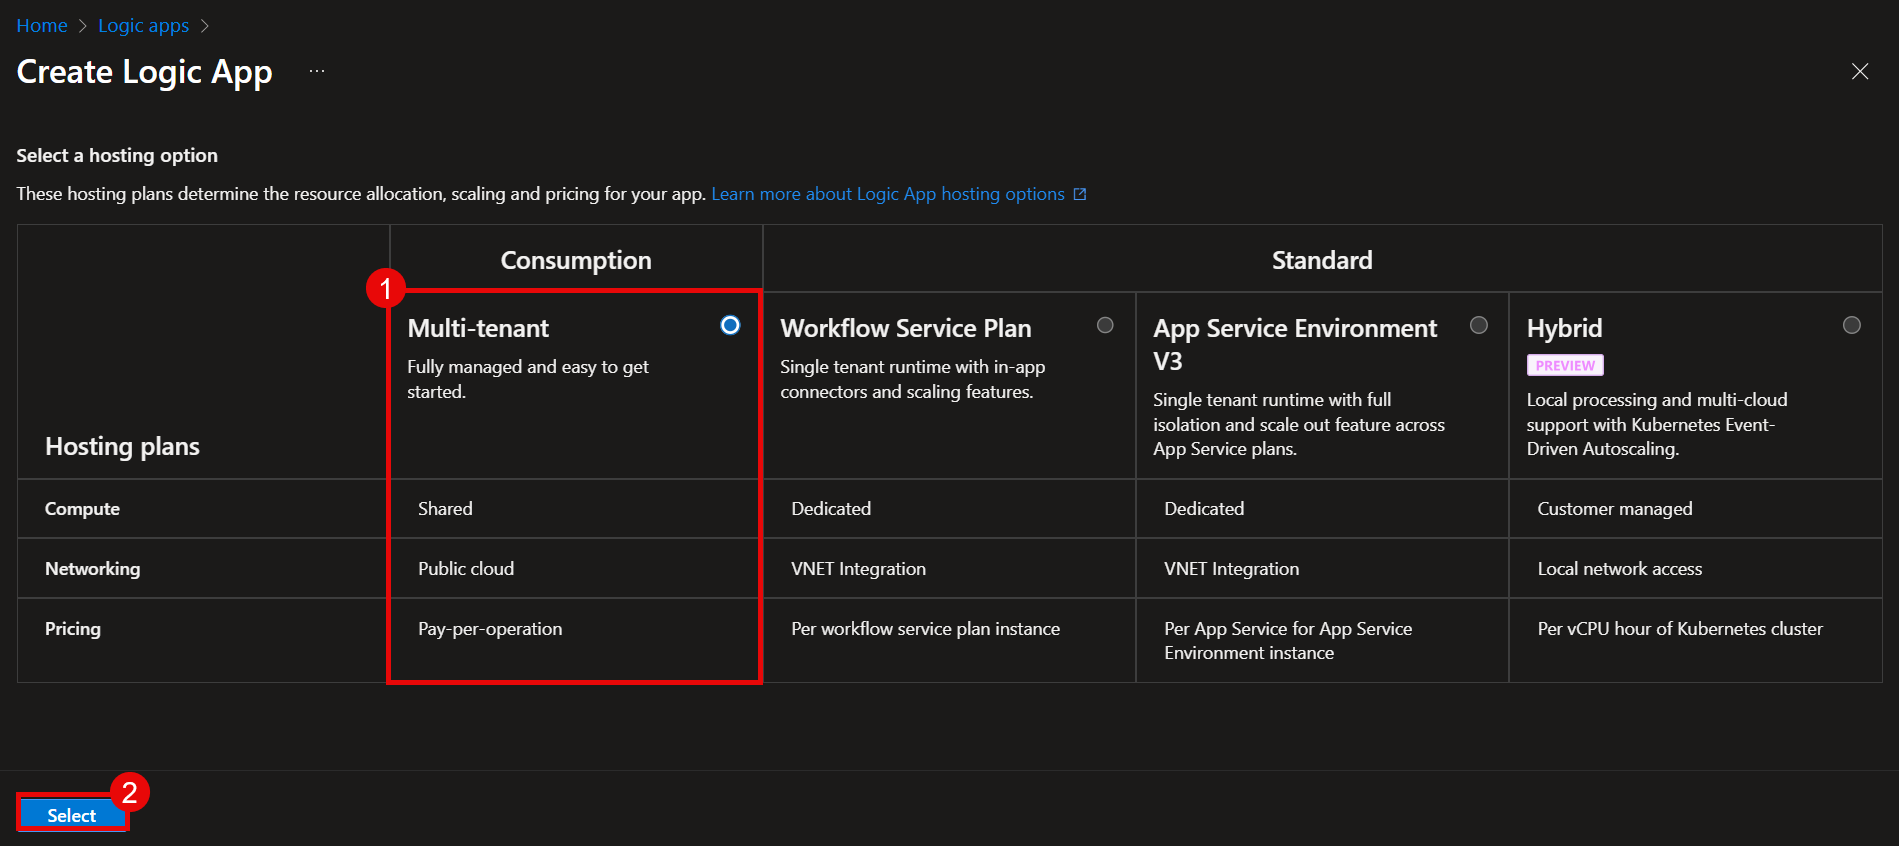 Home > Logic apps >
Create Logic App ...
Select a hosting option
These hosting plans determine the resource allocation, scaling and pricing for your app. Learn more about Logic App hosting options
Consumption
Standard
1
Hosting plans
Multi-tenant
Fully managed and easy to get
started.
Workflow Service Plan
Single tenant runtime with in-app
connectors and scaling features.
App Service Environment
V3
Single tenant runtime with full
isolation and scale out feature across
App Service plans.
Hybrid
PREVIEW
Local processing and multi-cloud
support with Kubernetes Event-
Driven Autoscaling.
Compute
Shared
Dedicated
Dedicated
Customer managed
Networking
Public cloud
VNET Integration
VNET Integration
Local network access
Pricing
Pay-per-operation
Per workflow service plan instance
Per App Service for App Service
Environment instance
Per vCPU hour of Kubernetes cluster
2
Select